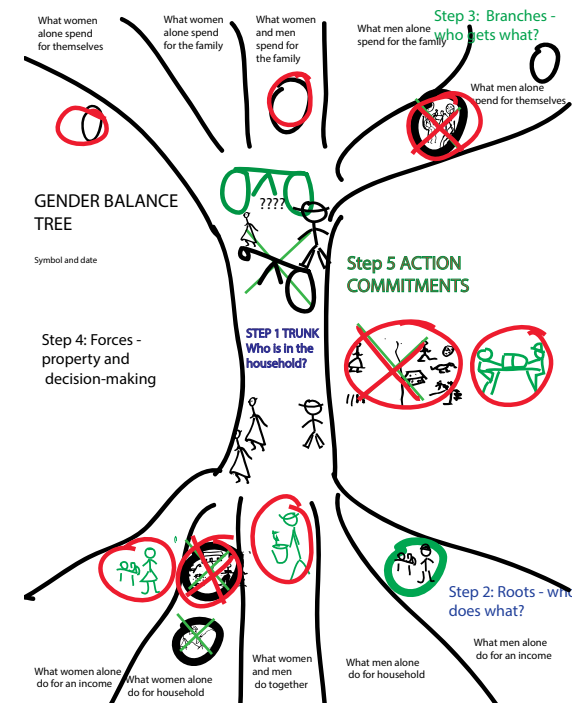 What women
alone spend
for themselves
What women
alone spend
for the family
What women
and men
spend for
the family
What men alone
spend for the family
Step 3:  Branches -
who gets what?
What men alone
spend for themselves
GENDER BALANCE
TREE
Symbol and date
????
Step 5 ACTION
COMMITMENTS
Step 4: Forces -
property and
decision-making
STEP 1 TRUNK
Who is in the
household?
Step 2: Roots - who
does what?
What women alone
do for an income
What women alone
do for household
What women
and men
do together
What men alone
do for household
What men alone
do for an income